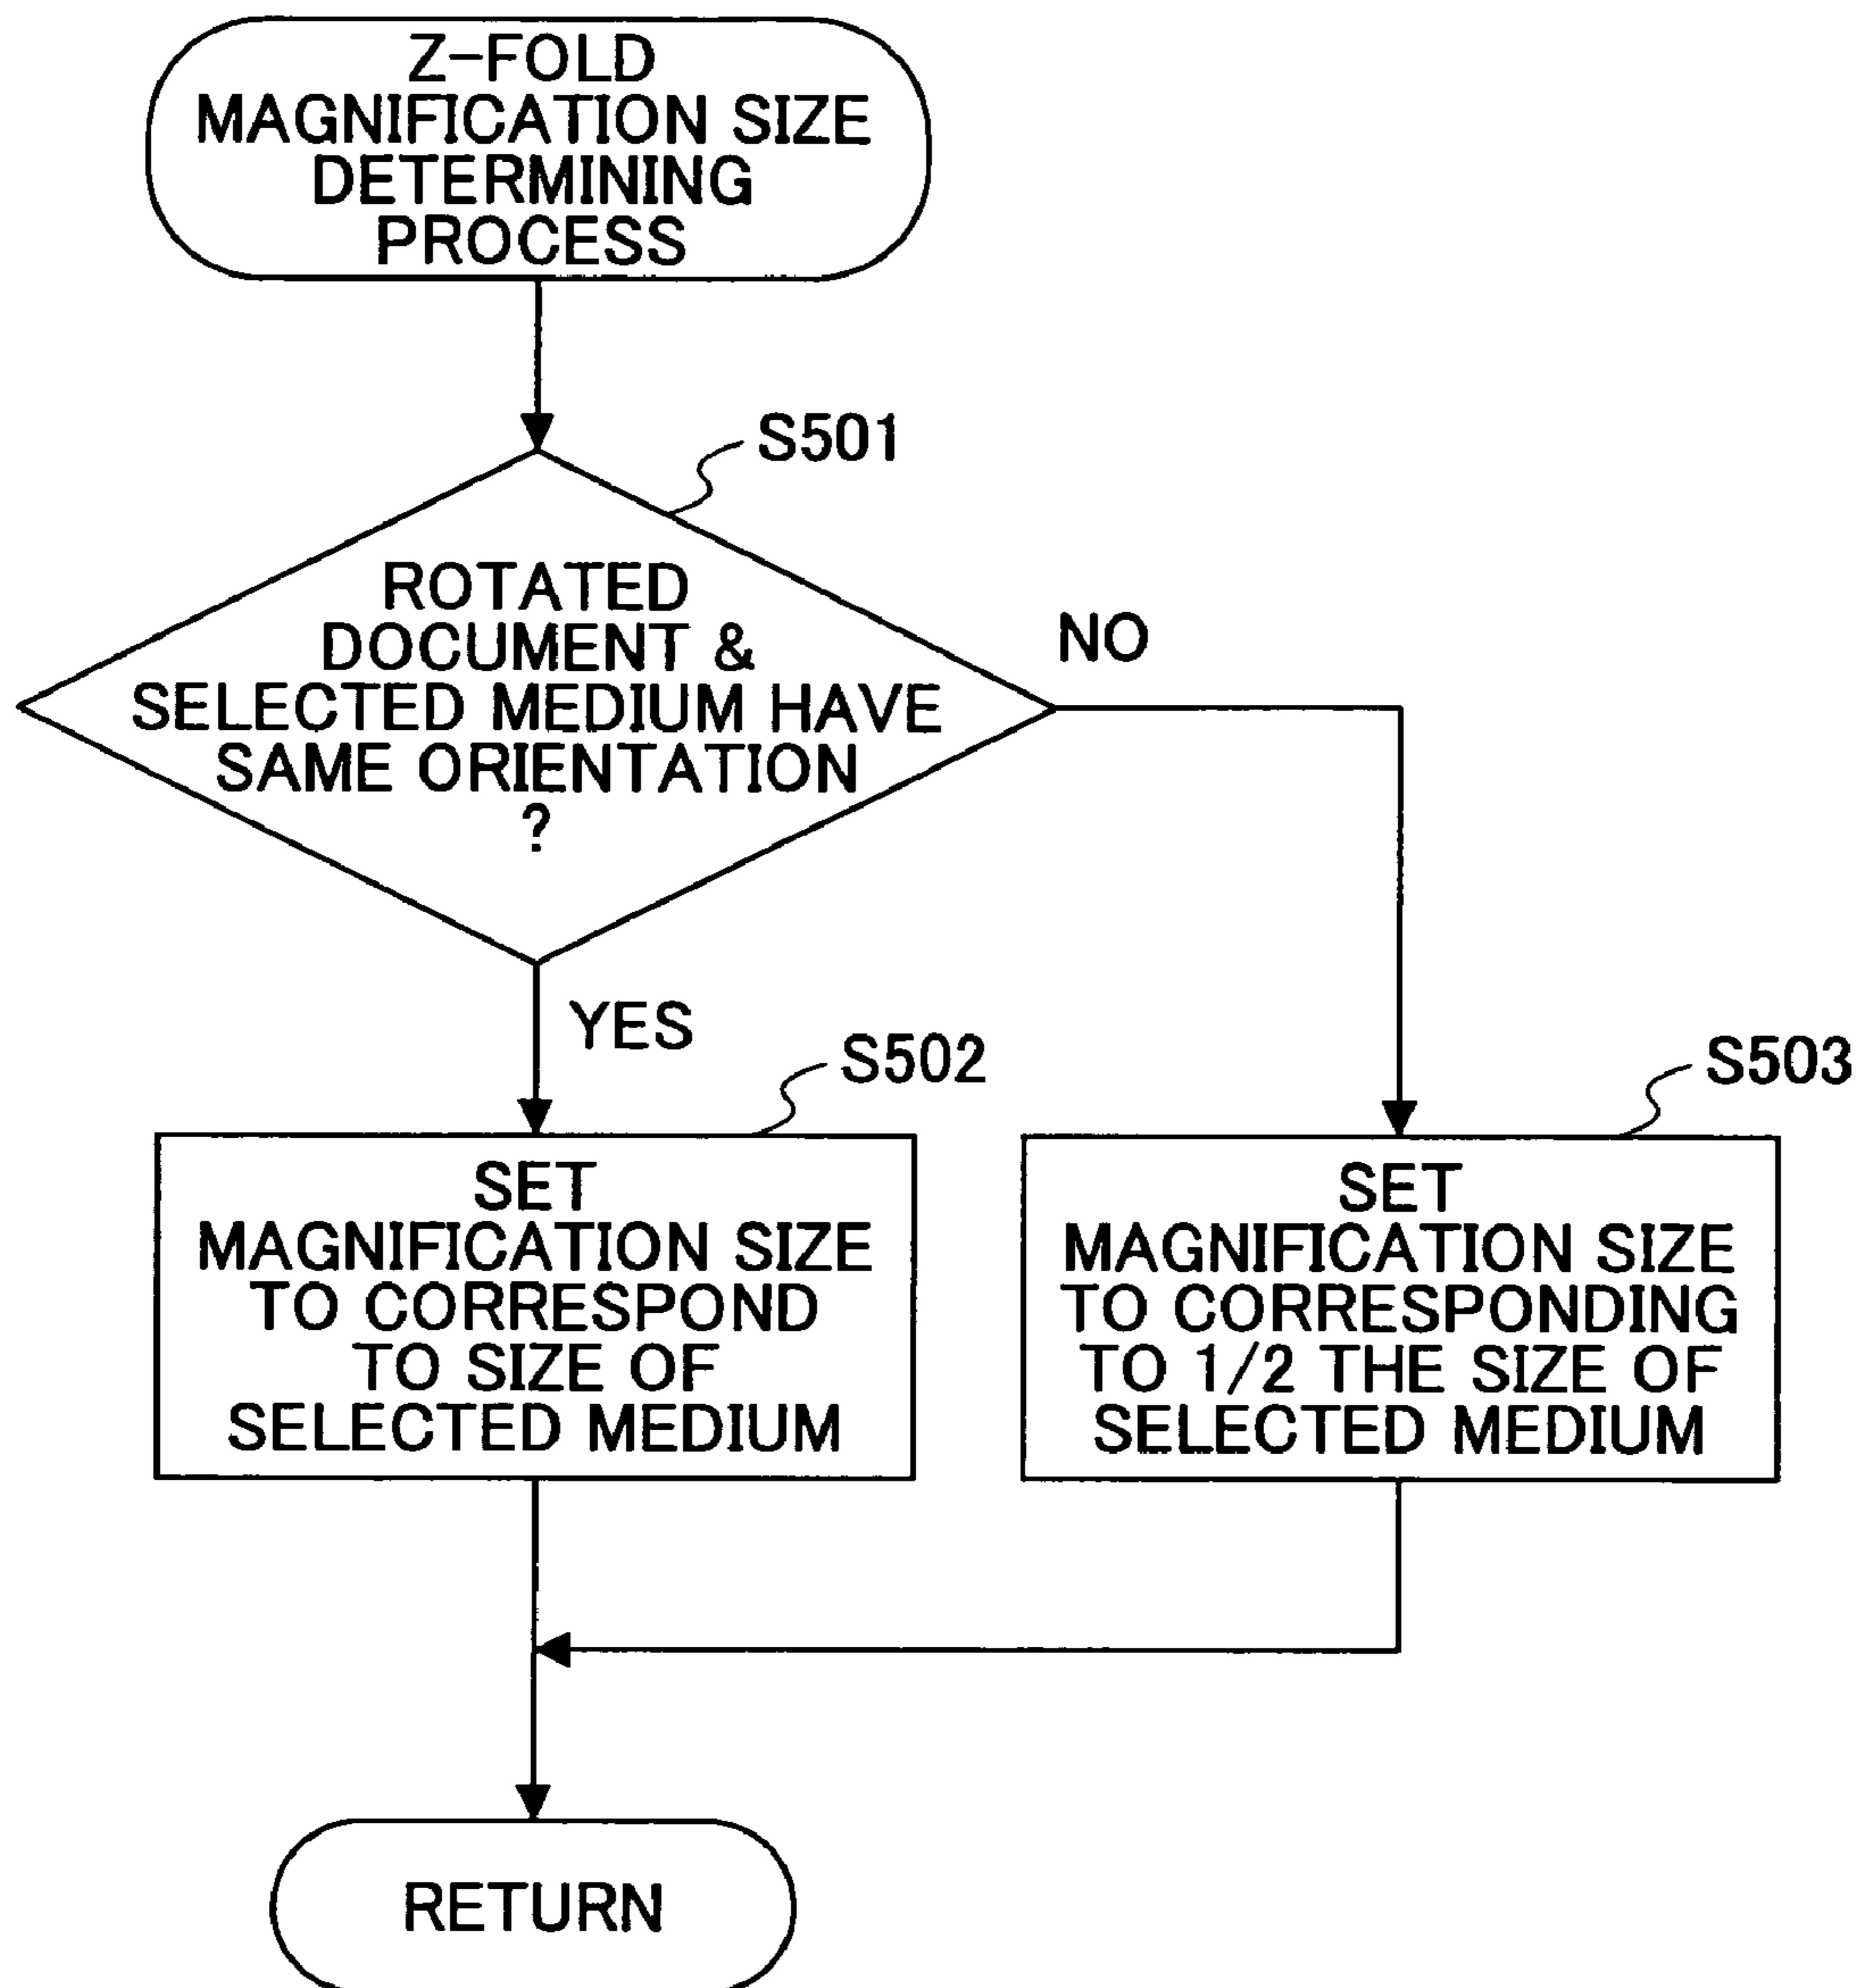 Z-FOLD
MAGNIFICATION SIZE
DETERMINING
PROCESS
S501
ROTATED
DOCUMENT &
SELECTED MEDIUM HAVE
SAME ORIENTATION
?
NO
YES
S502
SET
MAGNIFICATION SIZE
TO CORRESPOND
TO SIZE OF
SELECTED MEDIUM
S503
SET
MAGNIFICATION SIZE
TO CORRESPONDING
TO 1/2 THE SIZE OF
SELECTED MEDIUM
RETURN